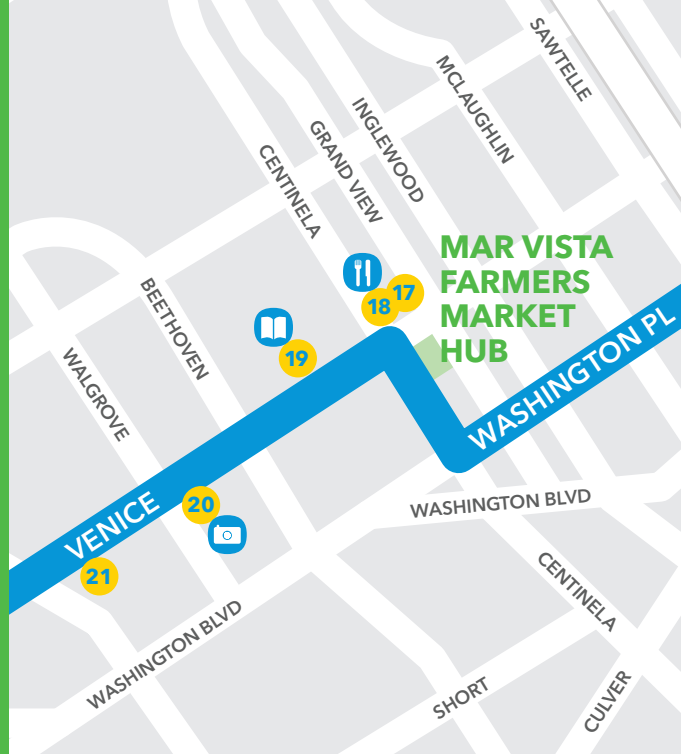 SAWTELLE
MCLAUGHLIN
INGLEWOOD
GRAND VIEW
CENTINELA
MAR VISTA
FARMERS
MARKET
HUB
17
18
BEETHOVEN
19
WASHINGTON PL
WALGROVE
VENICE
20
WASHINGTON BLVD
21
CENTINELA
WASHINGTON BLVD
SHORT
CULVER